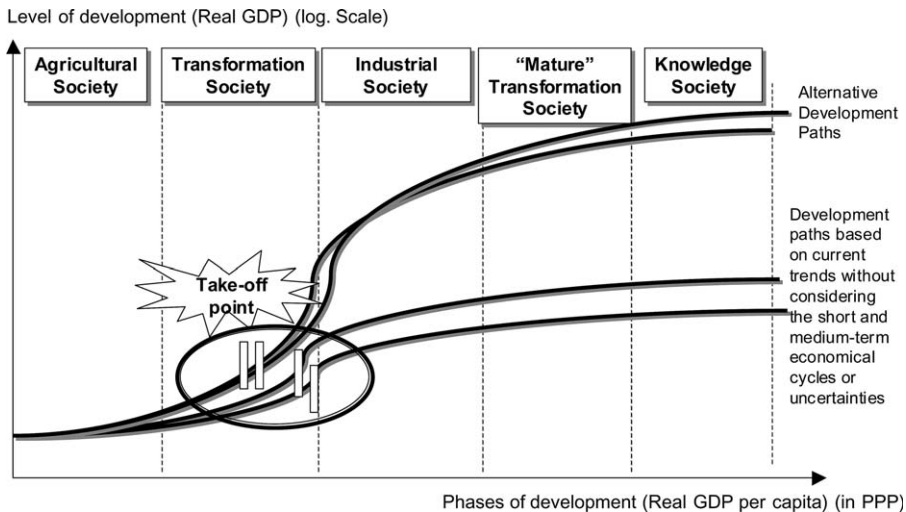 Level of development (Real GDP) (log. Scale)
Agricultural
Society
Transformation
Society
Industrial
Society
“Mature”
Transformation
Society
Knowledge
Society
Alternative
Development
Paths
Take-off
point
Development
paths based
on current
trends without
considering
the short and
medium-term
economical
cycles or
uncertainties
Phases of development (Real GDP per capita) (in PPP)